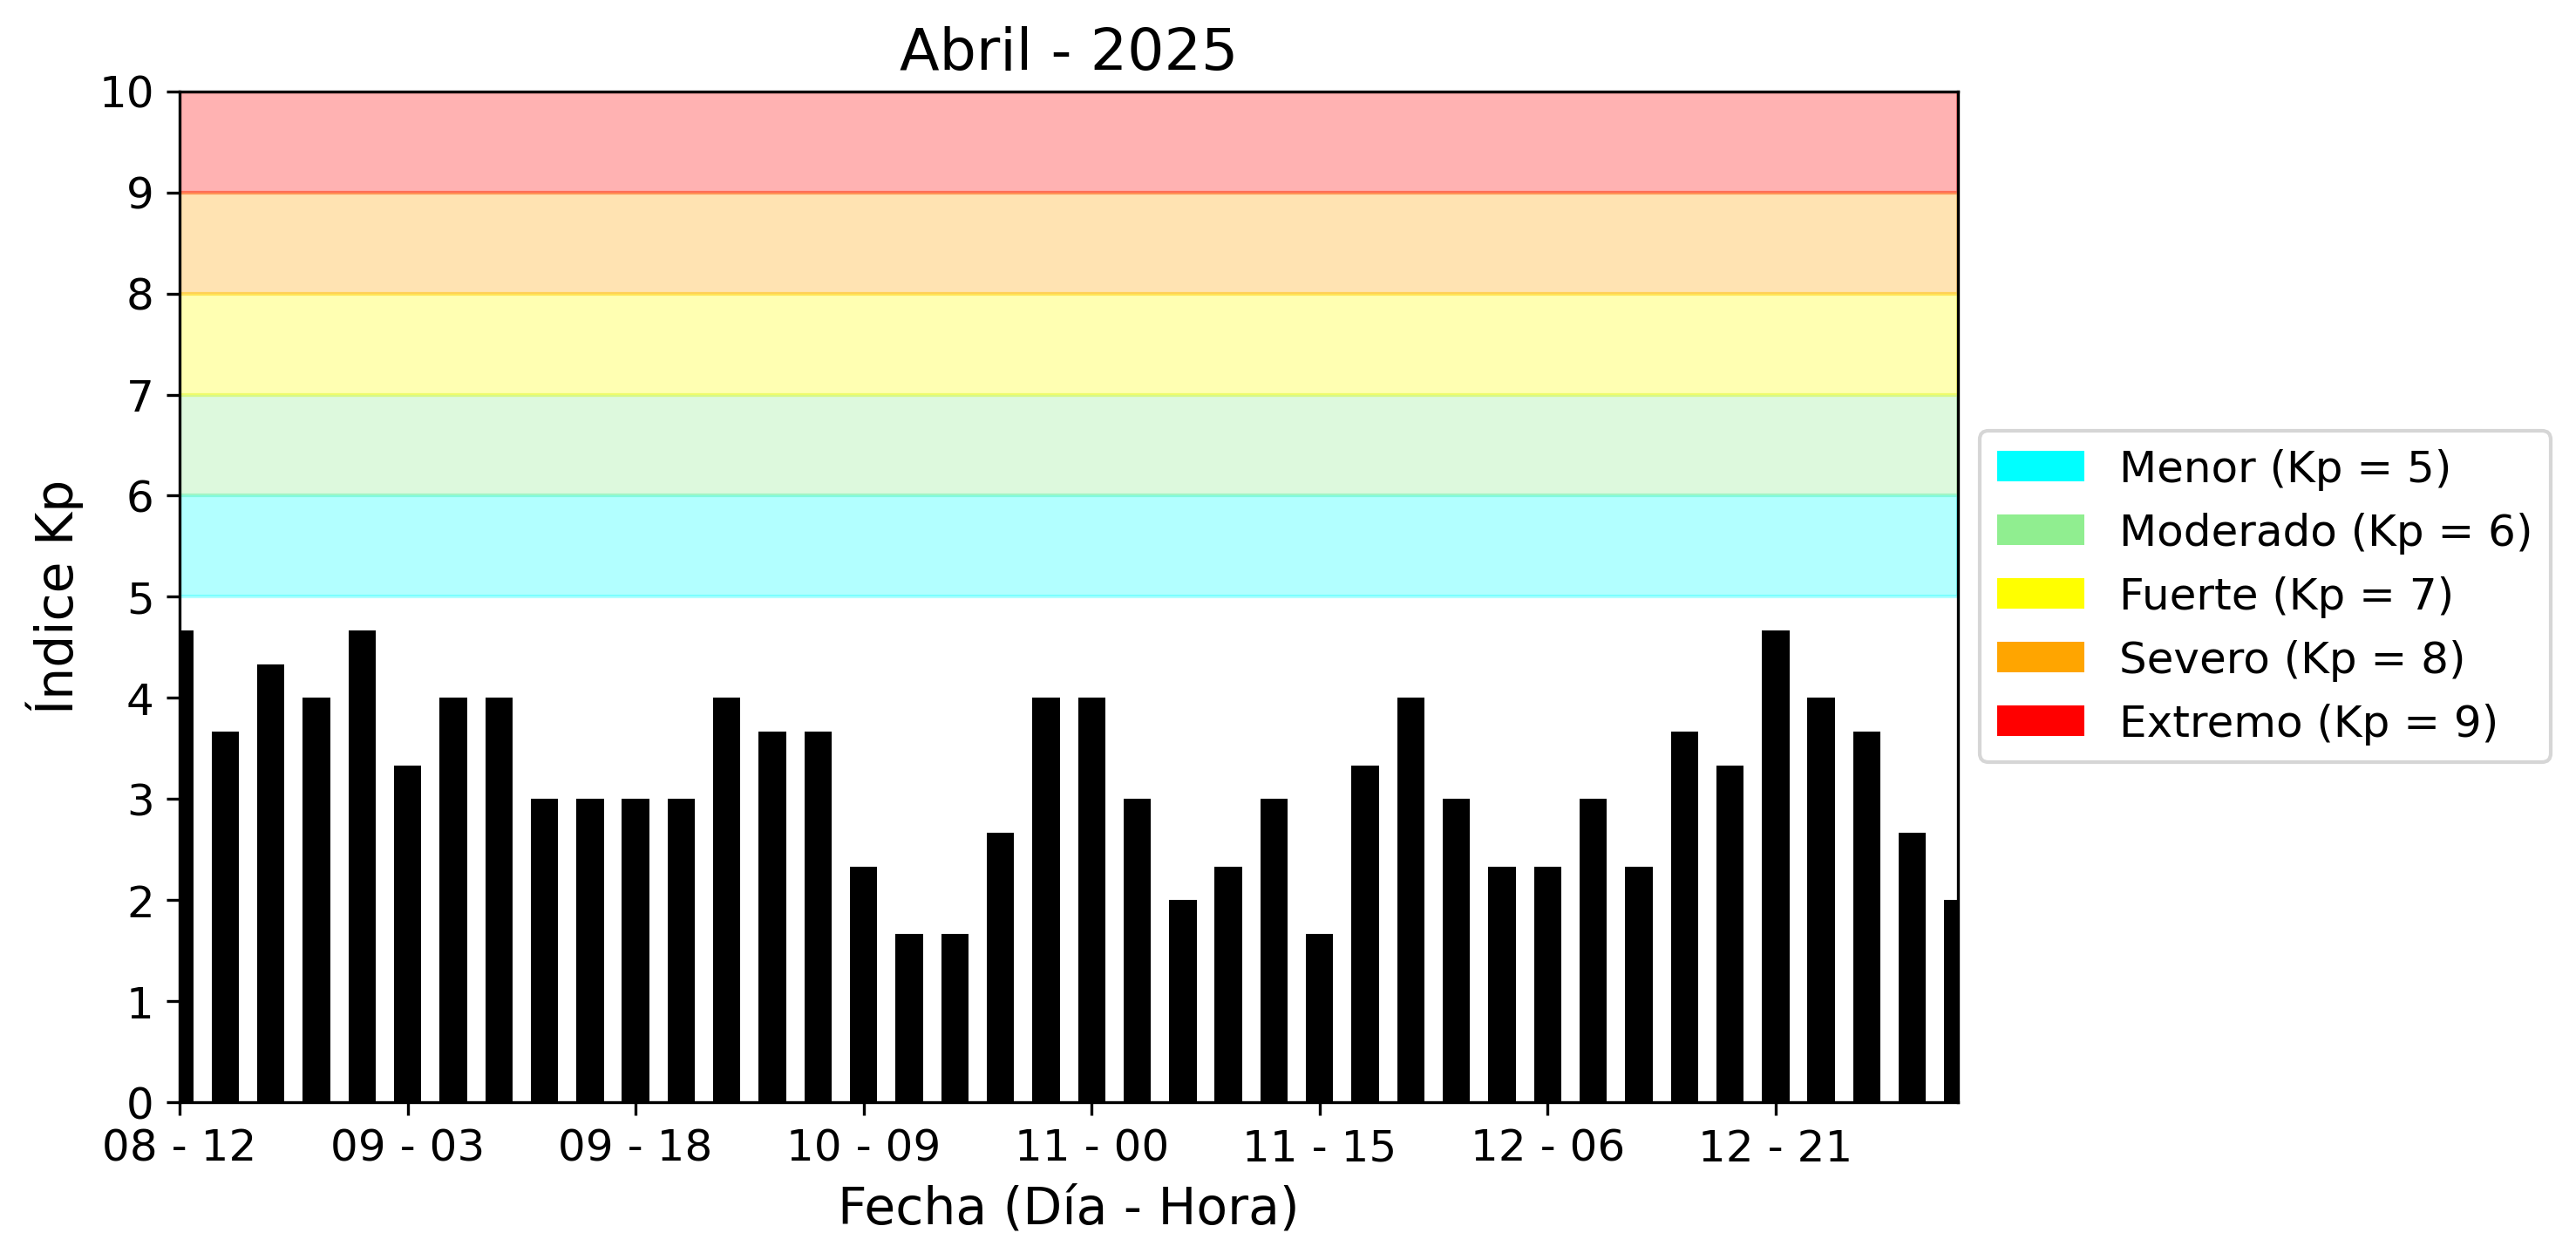 Abril - 2025
10
9
8
7
6
5
4
3
2
1
0
Índice Kp
08 - 12
09 - 03
09 - 18
10 - 09
11 - 00
11 - 15
12 - 06
12 - 21
Fecha (Día - Hora)
Menor (Kp = 5)
Moderado (Kp = 6)
Fuerte (Kp = 7)
Severo (Kp = 8)
Extremo (Kp = 9)